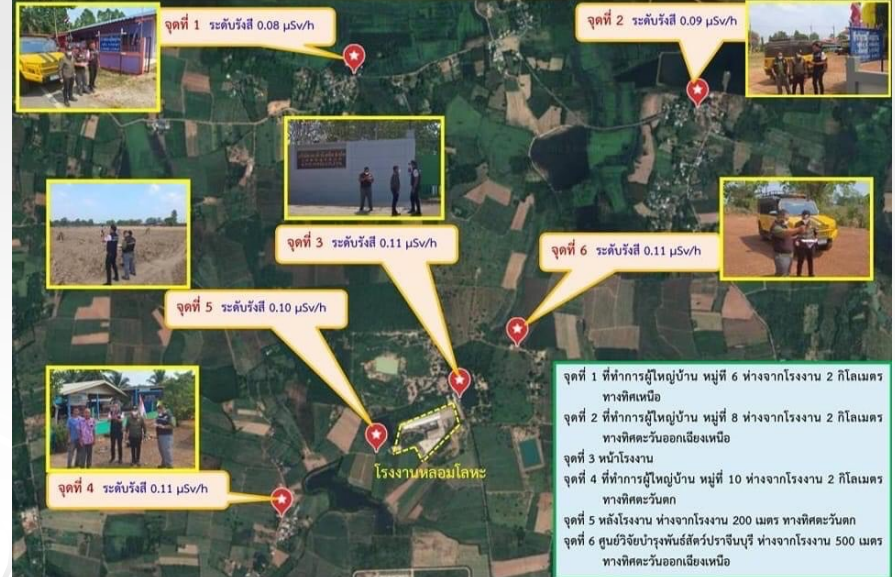 จุดที่ 1 ระดับรังสี 0.08 µSv/h
จุดที่ 2 ระดับรังสี 0.09 µSv/h
จุดที่ 3 ระดับรังสี 0.11 µSv/h
จุดที่ 6 ระดับรังสี 0.11 µSv/h
จุดที่ 5 ระดับรังสี 0.10 µSv/h
โรงงานหลอมโลหะ
จุดที่ 4 ระดับรังสี 0.11 µSv/h
จุดที่ 1 ที่ทำการผู้ใหญ่บ้าน หมู่ที่ 6 ห่างจากโรงงาน 2 กิโลเมตร
ทางทิศเหนือ
จุดที่ 2 ที่ทำการผู้ใหญ่บ้าน หมู่ที่ 8 ห่างจากโรงงาน 2 กิโลเมตร
ทางทิศตะวันออกเฉียงเหนือ
จุดที่ 3 หน้าโรงงาน
จุดที่ 4 ที่ทำการผู้ใหญ่บ้าน หมู่ที่ 10 ห่างจากโรงงาน 2 กิโลเมตร
ทางทิศตะวันตก
จุดที่ 5 หลังโรงงาน ห่างจากโรงงาน 200 เมตร ทางทิศตะวันตก
จุดที่ 6 ศูนย์วิจัยบำรุงพันธ์สัตว์ปราจีนบุรี ห่างจากโรงงาน 500 เมตร
ทางทิศตะวันออกเฉียงเหนือ